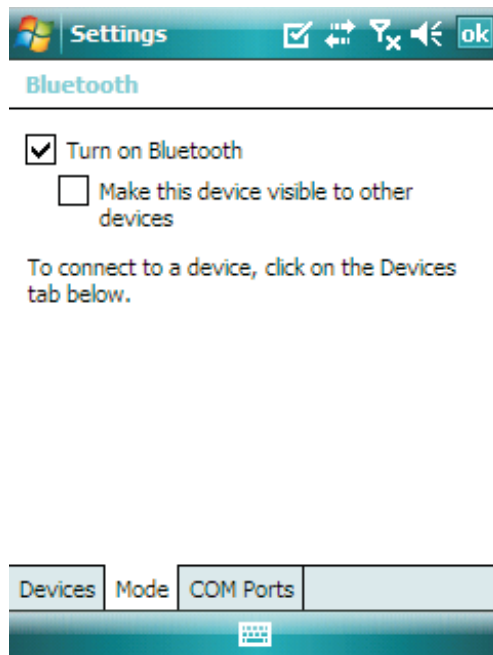 Settings
ok
Bluetooth
Turn on Bluetooth
Make this device visible to other
devices
To connect to a device, click on the Devices
tab below.
Devices
Mode
COM Ports